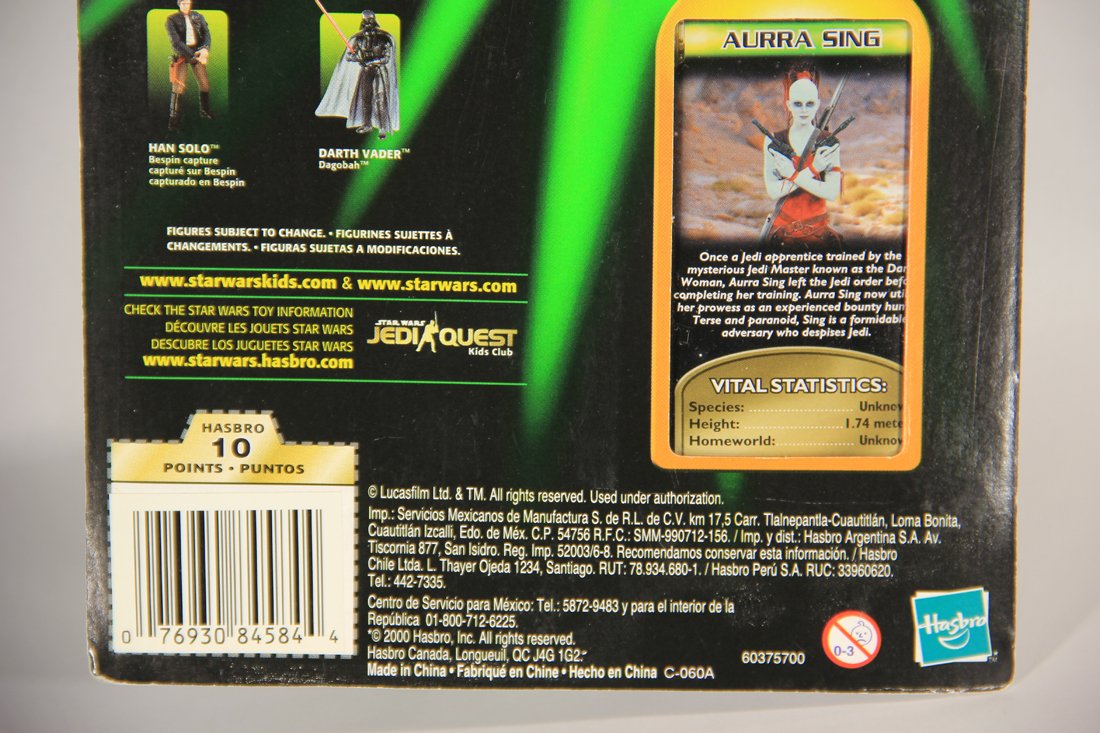 HAN SOLO™
Bespin capture
capturé sur Bespin
capturado en Bespin
DARTH VADER™
Dagobah™
FIGURES SUBJECT TO CHANGE. • FIGURINES SUJETTES À
CHANGEMENTS. • FIGURAS SUJETAS A MODIFICACIONES.
www.starwarskids.com & www.starwars.com
CHECK THE STAR WARS TOY INFORMATION
DÉCOUVRE LES JOUETS STAR WARS
DESCUBRE LOS JUGUETES STAR WARS
www.starwars.hasbro.com
STAR WARS
JEDI QUEST
Kids Club
AURRA SING
Once a Jedi apprentice trained by the
mysterious Jedi Master known as the Dar
Woman, Aurra Sing left the Jedi order befo
completing her training. Aurra Sing now uti
her prowess as an experienced bounty hun
Terse and paranoid, Sing is a formidabl
adversary who despises Jedi.
VITAL STATISTICS:
Species: ........................ Unknow
Height: ........................ 1.74 mete
Homeworld: .................. Unknow
HASBRO
10
POINTS • PUNTOS
0 76930 84584 4
© Lucasfilm Ltd. & TM. All rights reserved. Used under authorization.
Imp.: Servicios Mexicanos de Manufactura S. de R.L. de C.V. km 17,5 Carr. Tlalnepantla-Cuautitlán, Loma Bonita,
Cuautitlán Izcalli, Edo. de Méx. C.P. 54756 R.F.C.: SMM-990712-156. / Imp. y dist.: Hasbro Argentina S.A. Av.
Tiscornia 877, San Isidro. Reg. Imp. 52003/6-8. Recomendamos conservar esta información. / Hasbro
Chile Ltda. L. Thayer Ojeda 1234, Santiago. RUT: 78.934.680-1. / Hasbro Perú S.A. RUC: 33960620.
Tel.: 442-7335.
Centro de Servicio para México: Tel.: 5872-9483 y para el interior de la
República 01-800-712-6225.
*© 2000 Hasbro, Inc. All rights reserved.
Hasbro Canada, Longueuil, QC J4G 1G2.*
Made in China • Fabriqué en Chine • Hecho en China C-060A
60375700
0-3
Hasbro™